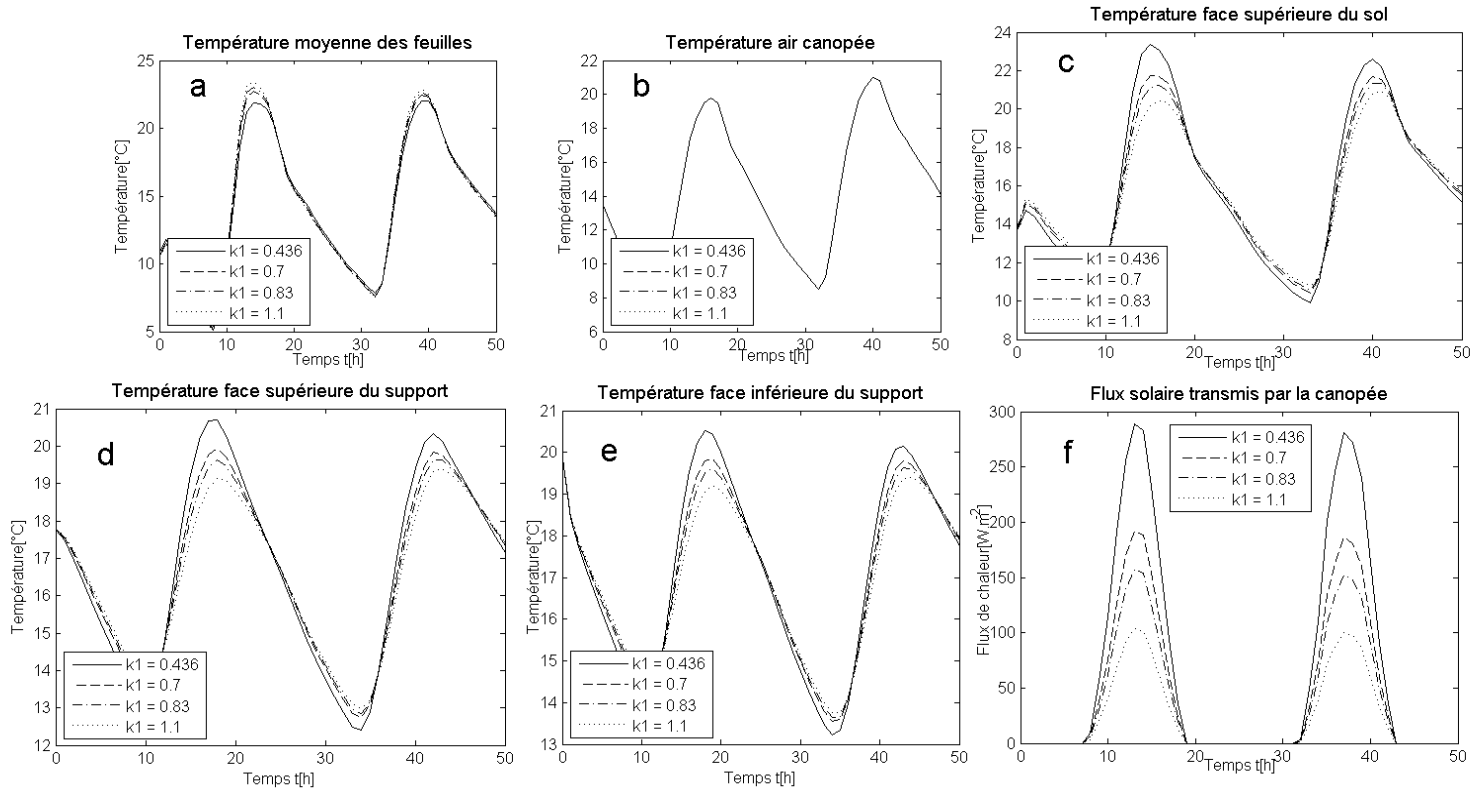 Température moyenne des feuilles
a
Température[°C]
25
20
15
10
5
k1 = 0.436
k1 = 0.7
k1 = 0.83
k1 = 1.1
0 10 20 30 40 50
Temps t[h]
Température air canopée
b
Température[°C]
22
20
18
16
14
12
10
8
6
k1 = 0.436
k1 = 0.7
k1 = 0.83
k1 = 1.1
0 10 20 30 40 50
Temps t[h]
Température face supérieure du sol
c
Température[°C]
24
22
20
18
16
14
12
10
8
k1 = 0.436
k1 = 0.7
k1 = 0.83
k1 = 1.1
0 10 20 30 40 50
Temps t[h]
Température face supérieure du support
d
Température[°C]
21
20
19
18
17
16
15
14
13
12
k1 = 0.436
k1 = 0.7
k1 = 0.83
k1 = 1.1
0 10 20 30 40 50
Temps t[h]
Température face inférieure du support
e
Température[°C]
21
20
19
18
17
16
15
14
13
k1 = 0.436
k1 = 0.7
k1 = 0.83
k1 = 1.1
0 10 20 30 40 50
Temps t[h]
Flux solaire transmis par la canopée
f
Flux de chaleur[W.m2]
300
250
200
150
100
50
0
k1 = 0.436
k1 = 0.7
k1 = 0.83
k1 = 1.1
0 10 20 30 40 50
Temps t[h]